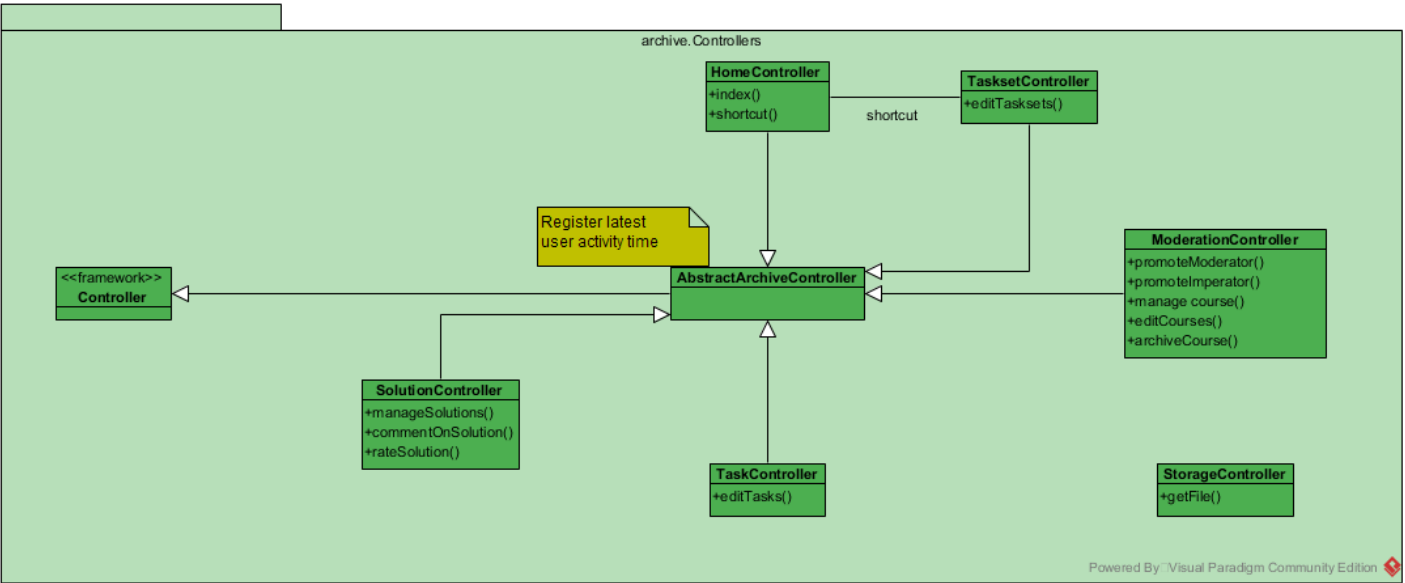 archive.Controllers
HomeController
+index()
+shortcut()
shortcut
TasksetController
+editTasksets()
Register latest
user activity time
ModerationController
+promoteModerator()
+promoteImperator()
+manage course()
+editCourses()
+archiveCourse()
<<framework>>
Controller
AbstractArchiveController
SolutionController
+manageSolutions()
+commentOnSolution()
+rateSolution()
TaskController
+editTasks()
StorageController
+getFile()
Powered By Visual Paradigm Community Edition